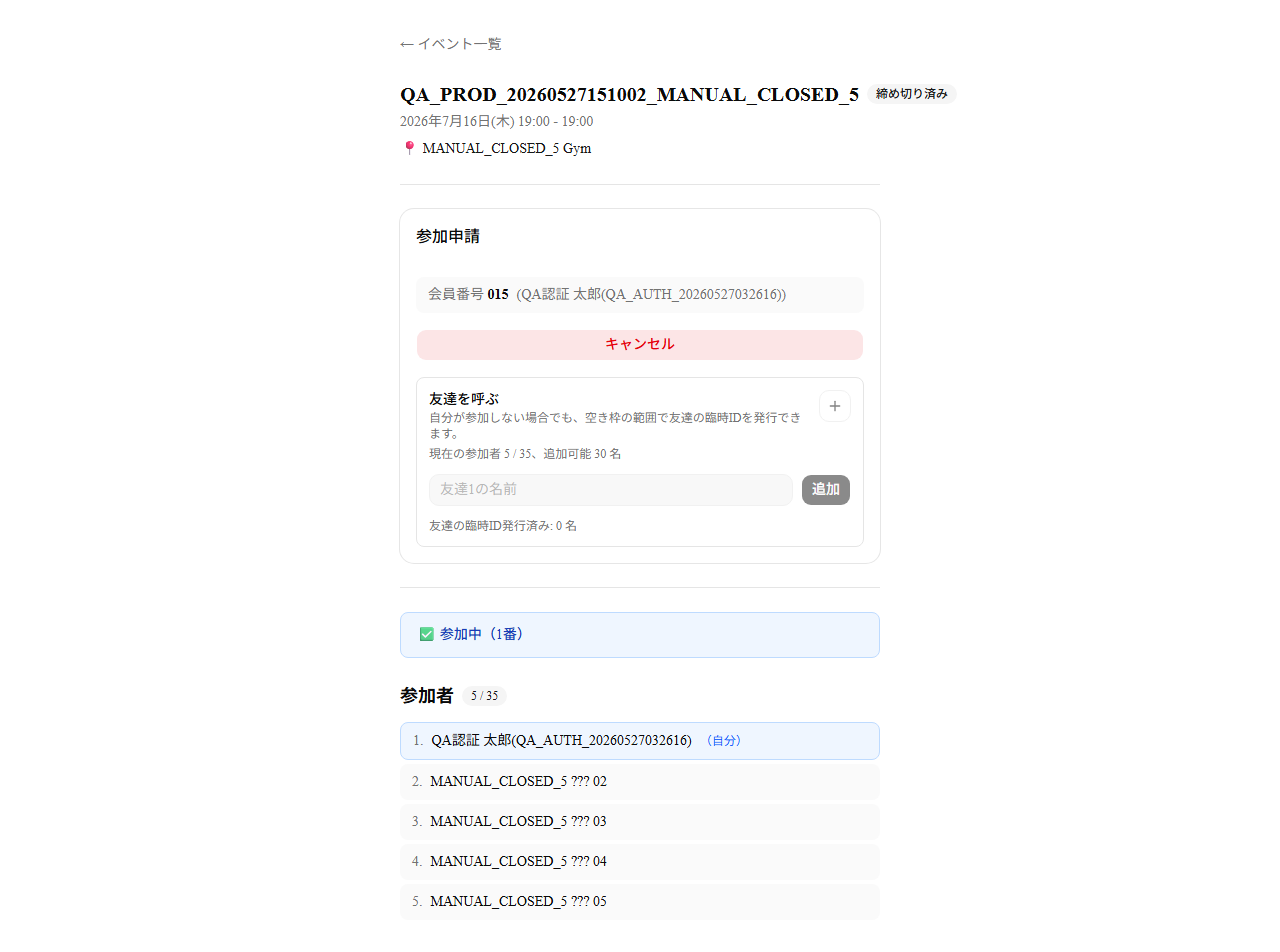 ← イベント一覧
QA_PROD_20260527151002_MANUAL_CLOSED_5 締め切り済み
2026年7月16日(木) 19:00 - 19:00
📍 MANUAL_CLOSED_5 Gym
参加申請
会員番号 015 (QA認証 太郎(QA_AUTH_20260527032616))
キャンセル
友達を呼ぶ
自分が参加しない場合でも、空き枠の範囲で友達の臨時IDを発行でき
ます。
現在の参加者 5 / 35、追加可能 30 名
友達1の名前 追加
友達の臨時ID発行済み: 0 名
✅ 参加中（1番）
参加者 5 / 35
1. QA認証 太郎(QA_AUTH_20260527032616) （自分）
2. MANUAL_CLOSED_5 ??? 02
3. MANUAL_CLOSED_5 ??? 03
4. MANUAL_CLOSED_5 ??? 04
5. MANUAL_CLOSED_5 ??? 05